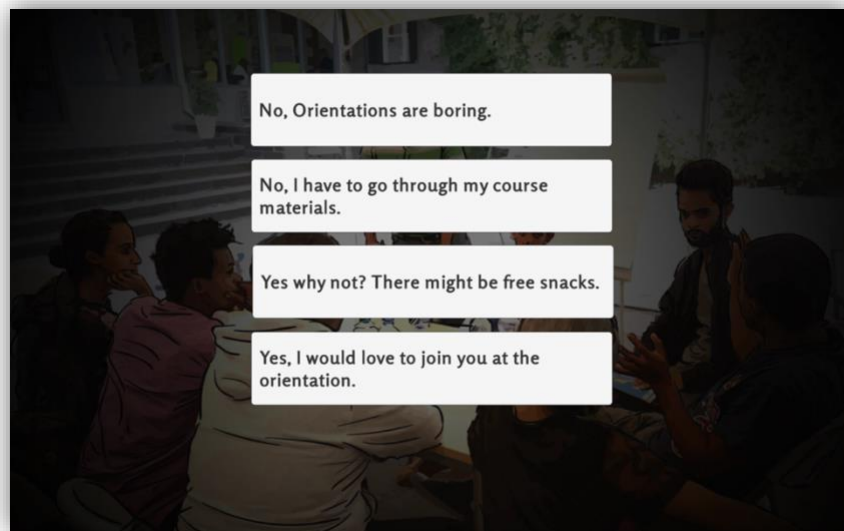 No, Orientations are boring.
No, I have to go through my course
materials.
Yes why not? There might be free snacks.
Yes, I would love to join you at the
orientation.